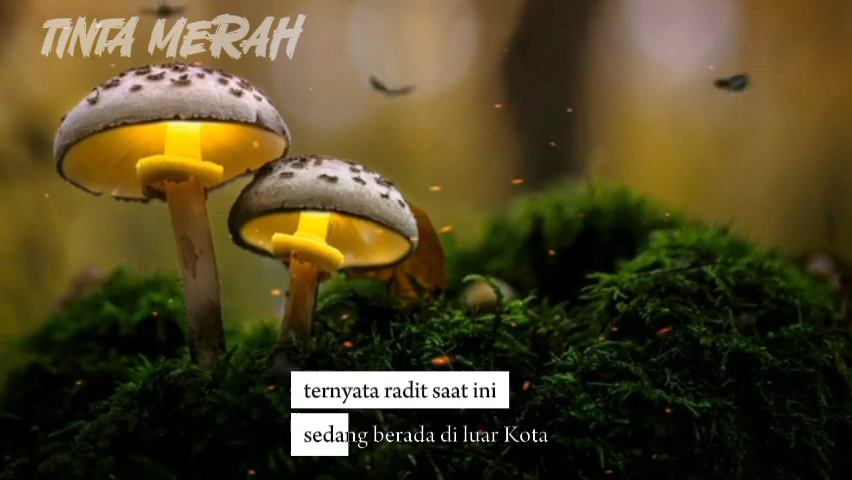 TINTA MERAH
ternyata radit saat ini
sedang berada di luar Kota